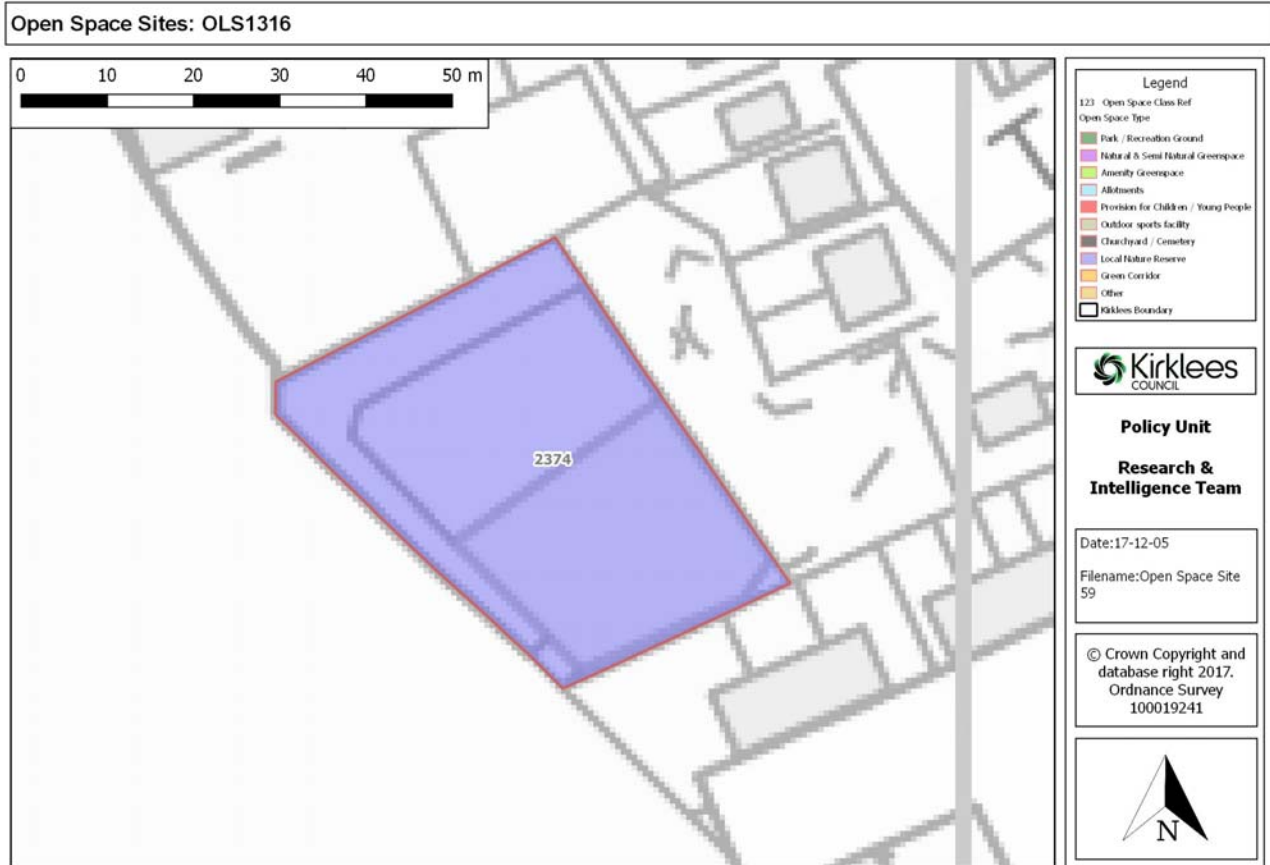 Open Space Sites: OLS1316
0 10 20 30 40 50 m
2374
Legend
123 Open Space Class Ref
Open Space Type
Park / Recreation Ground
Natural & Semi Natural Greenspace
Amenity Greenspace
Allotments
Provision for Children / Young People
Outdoor sports facility
Churchyard / Cemetery
Local Nature Reserve
Green Corridor
Other
Kirklees Boundary
Kirklees
COUNCIL
Policy Unit
Research &
Intelligence Team
Date:17-12-05
Filename:Open Space Site
59
© Crown Copyright and
database right 2017.
Ordnance Survey
100019241
N